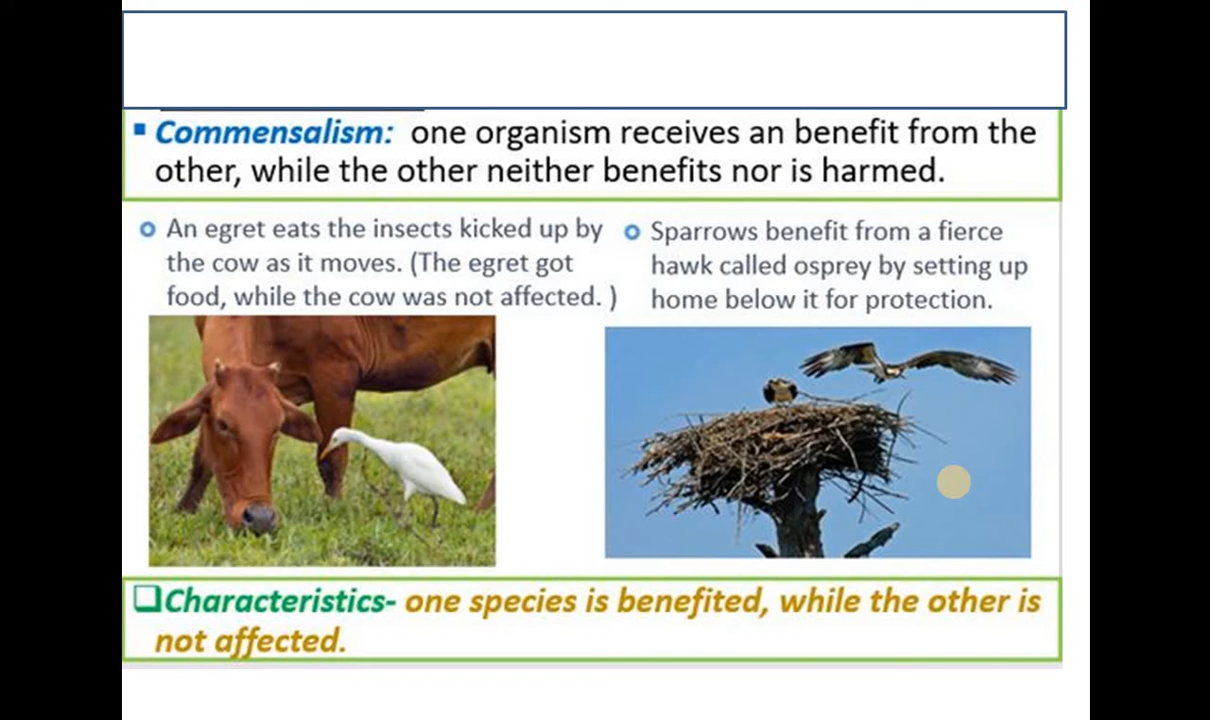 ▪ Commensalism: one organism receives an benefit from the
other, while the other neither benefits nor is harmed.
An egret eats the insects kicked up by
the cow as it moves. (The egret got
food, while the cow was not affected. )
Sparrows benefit from a fierce
hawk called osprey by setting up
home below it for protection.
❑Characteristics- one species is benefited, while the other is
not affected.